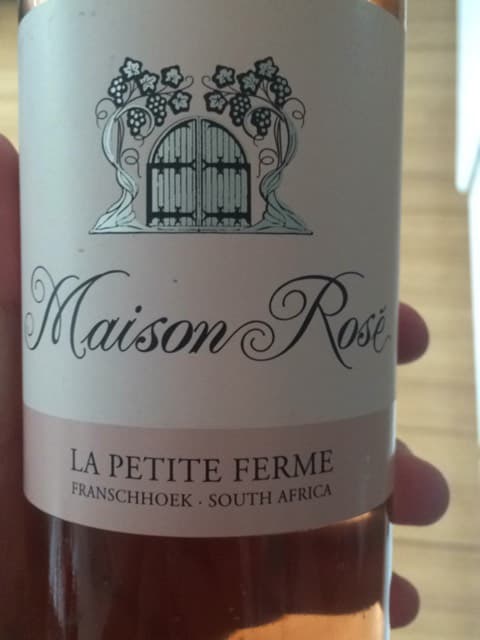 Maison Rosé
LA PETITE FERME
FRANSCHHOEK · SOUTH AFRICA